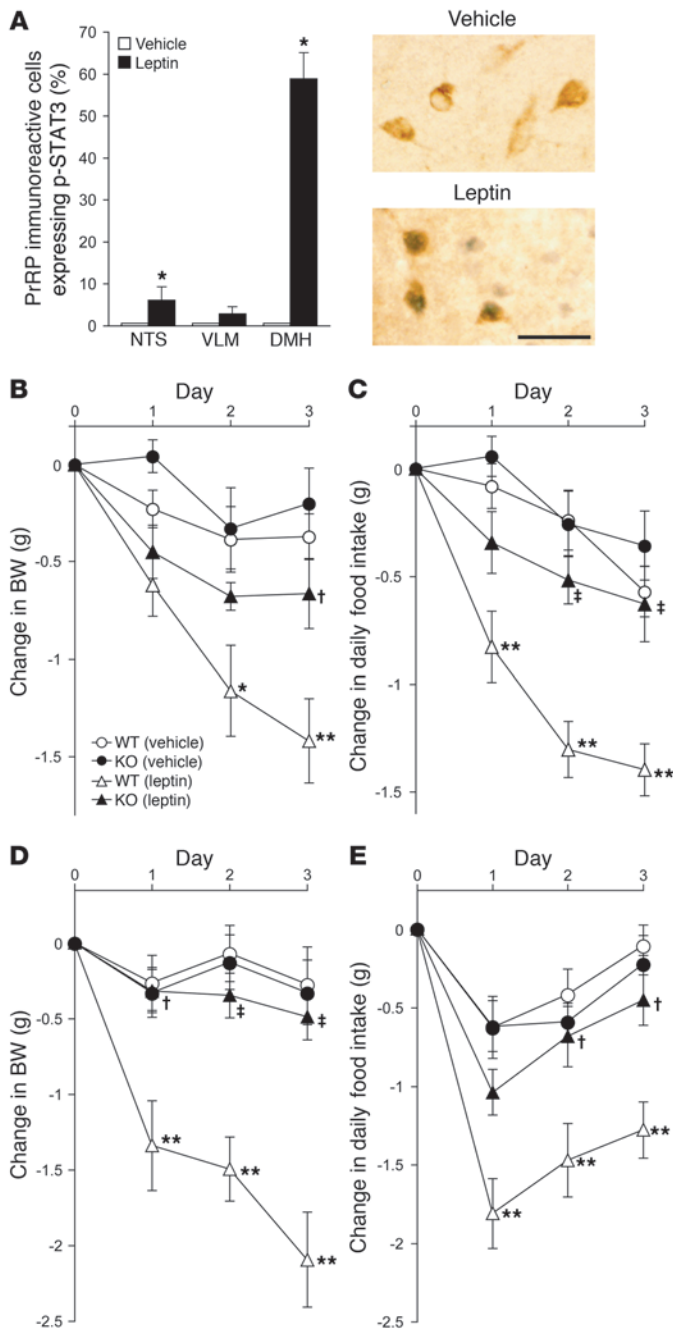 A
PrRP immunoreactive cells
expressing p-STAT3 (%)
70
60
50
40
30
20
10
0
Vehicle
Leptin
*
*
NTS VLM DMH
Vehicle
Leptin
B
Day
0 1 2 3
Change in BW (g)
0
-0.5
-1
-1.5
†
*
**
WT (vehicle)
KO (vehicle)
WT (leptin)
KO (leptin)
C
Day
0 1 2 3
Change in daily food intake (g)
0
-0.5
-1
-1.5
‡
‡
**
**
**
D
Day
0 1 2 3
Change in BW (g)
0
-0.5
-1
-1.5
-2
-2.5
†
‡
‡
**
**
**
E
Day
0 1 2 3
Change in daily food intake (g)
0
-0.5
-1
-1.5
-2
-2.5
†
†
**
**
**